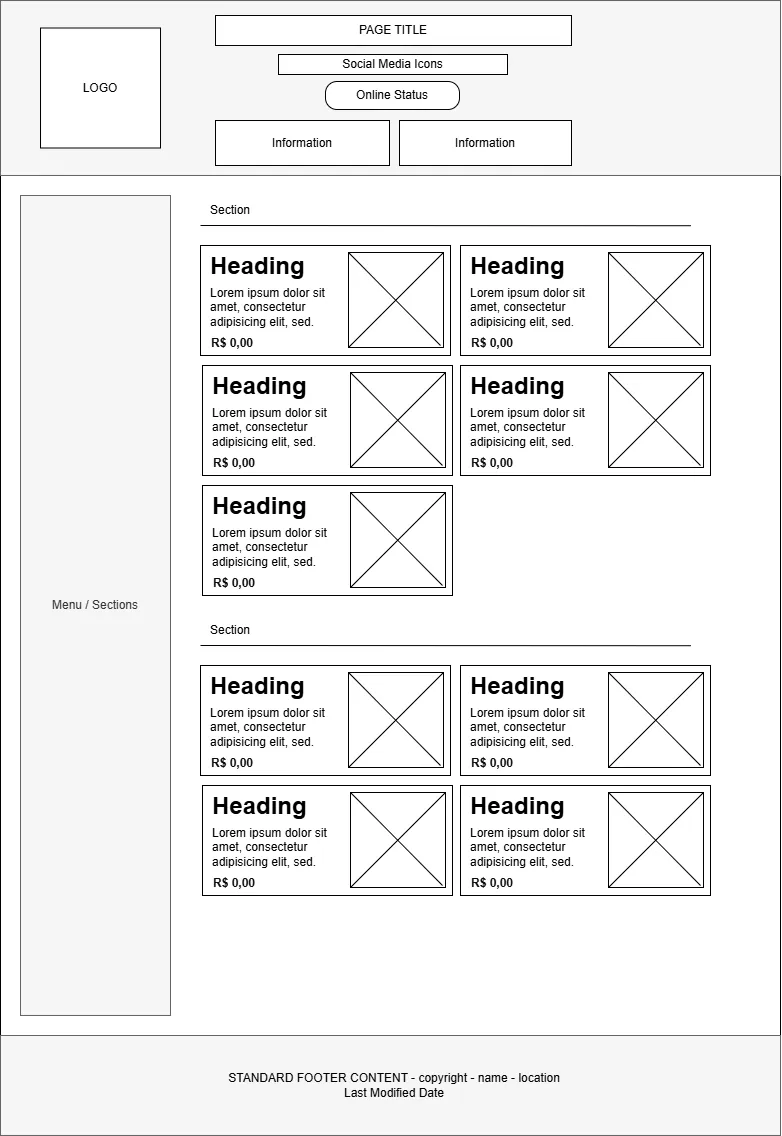 LOGO
PAGE TITLE
Social Media Icons
Online Status
Information
Information
Menu / Sections
Section
Heading
Lorem ipsum dolor sit
amet, consectetur
adipisicing elit, sed.
R$ 0,00
Heading
Lorem ipsum dolor sit
amet, consectetur
adipisicing elit, sed.
R$ 0,00
Heading
Lorem ipsum dolor sit
amet, consectetur
adipisicing elit, sed.
R$ 0,00
Heading
Lorem ipsum dolor sit
amet, consectetur
adipisicing elit, sed.
R$ 0,00
Heading
Lorem ipsum dolor sit
amet, consectetur
adipisicing elit, sed.
R$ 0,00
Section
Heading
Lorem ipsum dolor sit
amet, consectetur
adipisicing elit, sed.
R$ 0,00
Heading
Lorem ipsum dolor sit
amet, consectetur
adipisicing elit, sed.
R$ 0,00
Heading
Lorem ipsum dolor sit
amet, consectetur
adipisicing elit, sed.
R$ 0,00
Heading
Lorem ipsum dolor sit
amet, consectetur
adipisicing elit, sed.
R$ 0,00
STANDARD FOOTER CONTENT - copyright - name - location
Last Modified Date